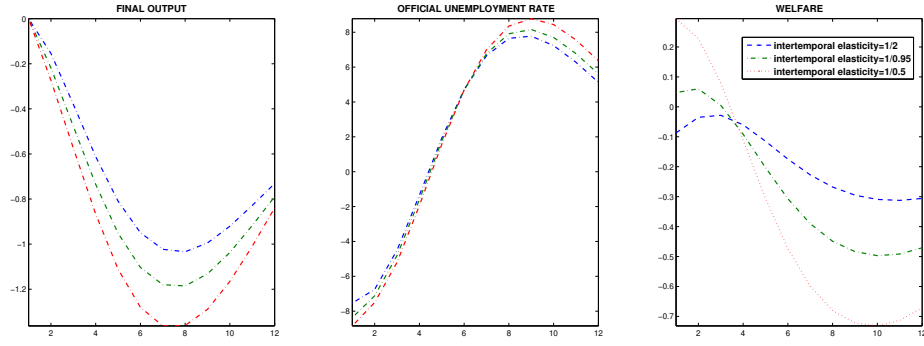 FINAL OUTPUT
0
−0.2
−0.4
−0.6
−0.8
−1
−1.2
2 4 6 8 10 12
OFFICIAL UNEMPLOYMENT RATE
8
6
4
2
0
−2
−4
−6
−8
2 4 6 8 10 12
WELFARE
intertemporal elasticity=1/2
intertemporal elasticity=1/0.95
intertemporal elasticity=1/0.5
0.2
0.1
0
−0.1
−0.2
−0.3
−0.4
−0.5
−0.6
−0.7
2 4 6 8 10 12